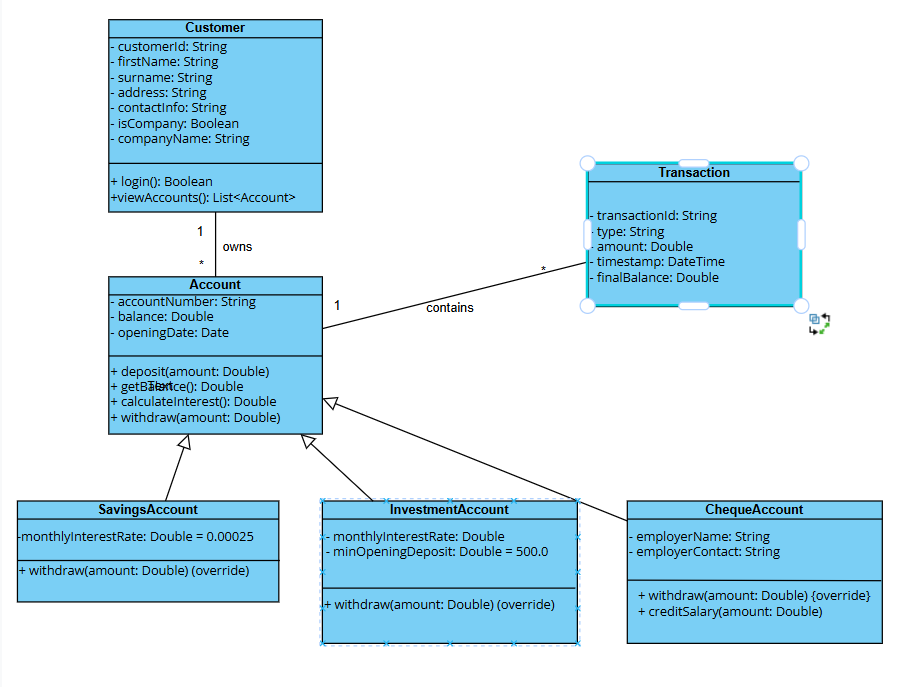 Customer
- customerId: String
- firstName: String
- surname: String
- address: String
- contactInfo: String
- isCompany: Boolean
- companyName: String
+ login(): Boolean
+viewAccounts(): List<Account>
1
owns
*
Account
- accountNumber: String
- balance: Double
- openingDate: Date
+ deposit(amount: Double)
+ getBalance(): Double
Text
+ calculateInterest(): Double
+ withdraw(amount: Double)
1
contains
*
Transaction
- transactionId: String
- type: String
- amount: Double
- timestamp: DateTime
- finalBalance: Double
SavingsAccount
-monthlyInterestRate: Double = 0.00025
+ withdraw(amount: Double) (override)
InvestmentAccount
- monthlyInterestRate: Double
- minOpeningDeposit: Double = 500.0
+ withdraw(amount: Double) (override)
ChequeAccount
- employerName: String
- employerContact: String
+ withdraw(amount: Double) {override}
+ creditSalary(amount: Double)